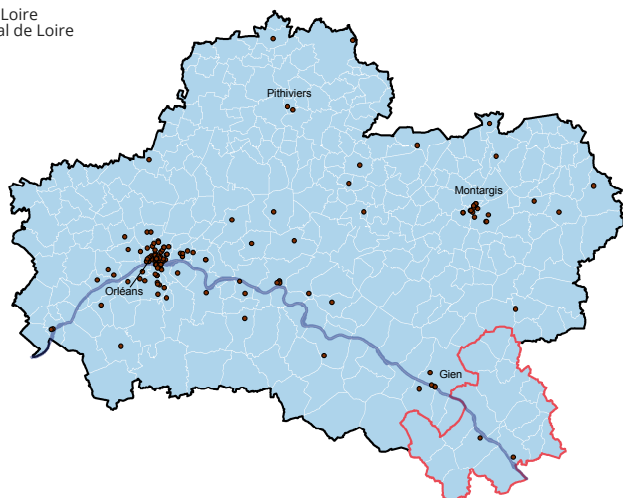 Loire
al de Loire
Pithiviers
Montargis
Orléans
Gien